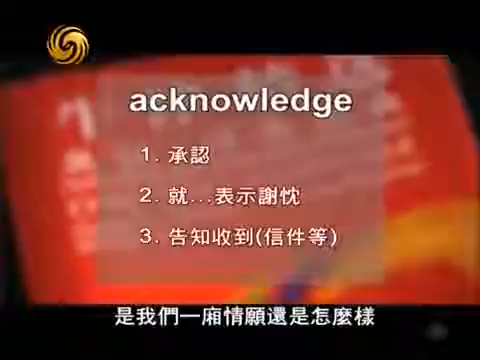 acknowledge
1. 承認
2. 就...表示謝忱
3. 告知收到(信件等)
是我們一廂情願還是怎麼樣